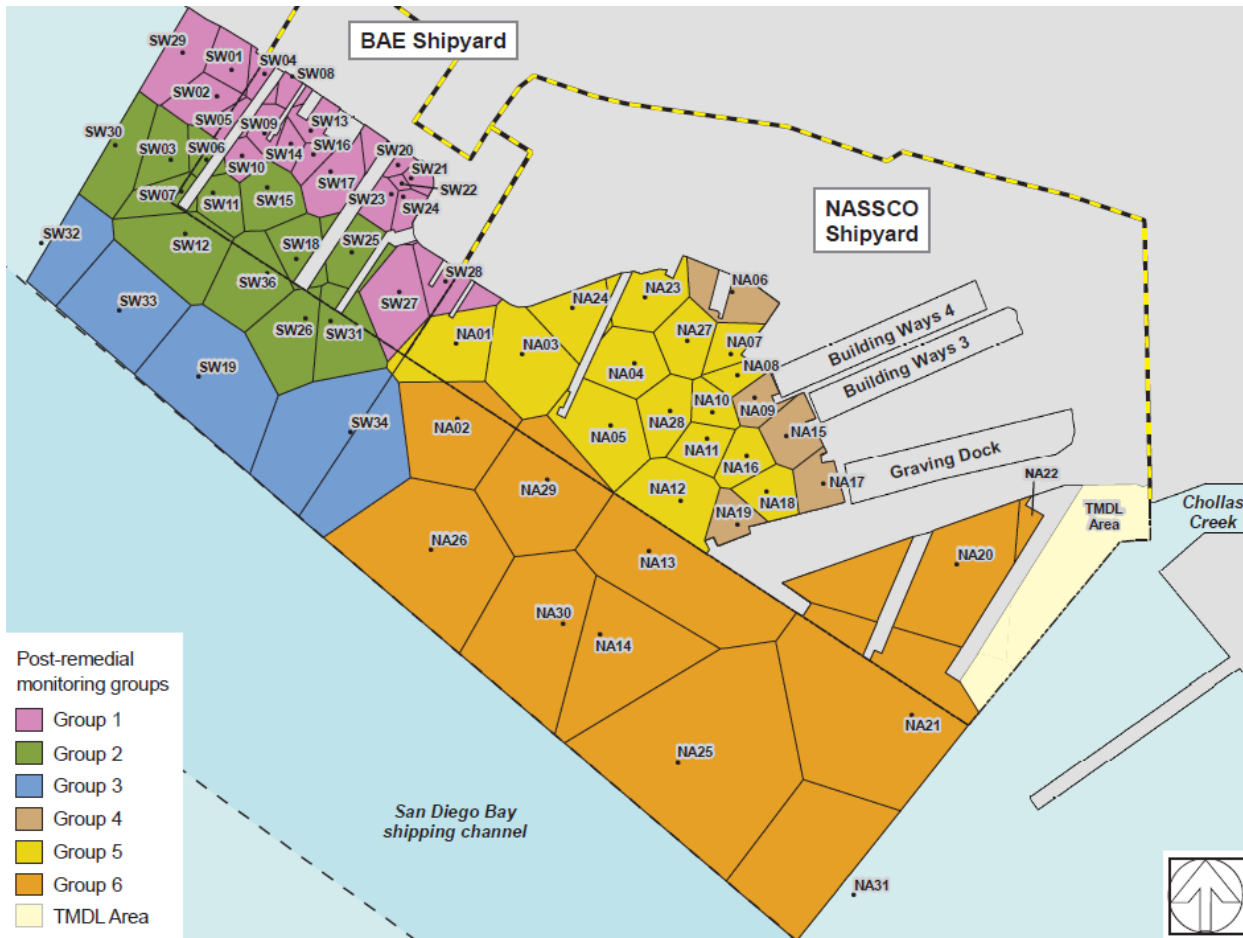 BAE Shipyard
SW29
SW01
SW04
SW08
SW02
SW05
SW09
SW13
SW30
SW03
SW06
SW14
SW16
SW10
SW20
SW21
SW17
SW22
SW07
SW11
SW15
SW23
SW24
SW32
SW12
SW18
SW25
SW36
SW28
SW33
SW27
SW26
SW31
SW19
SW34
NASSCO
Shipyard
NA06
NA24
NA23
NA01
NA03
NA27
NA07
NA04
NA08
Building Ways 4
Building Ways 3
NA10
NA09
NA02
NA05
NA28
NA15
NA11
NA16
Graving Dock
NA29
NA12
NA18
NA17
NA22
NA19
TMDL
Area
Chollas
Creek
NA26
NA13
NA20
NA30
NA14
NA21
NA25
NA31
San Diego Bay
shipping channel
Post-remedial
monitoring groups
Group 1
Group 2
Group 3
Group 4
Group 5
Group 6
TMDL Area